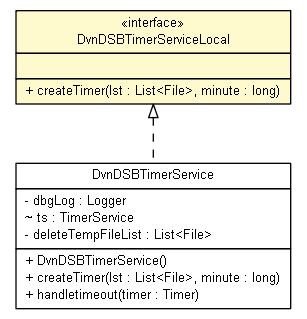 «interface»
DvnDSBTimerServiceLocal
+ createTimer(lst : List<File>, minute : long)
DvnDSBTimerService
- dbgLog : Logger
~ ts : TimerService
- deleteTempFileList : List<File>
+ DvnDSBTimerService()
+ createTimer(lst : List<File>, minute : long)
+ handletimeout(timer : Timer)